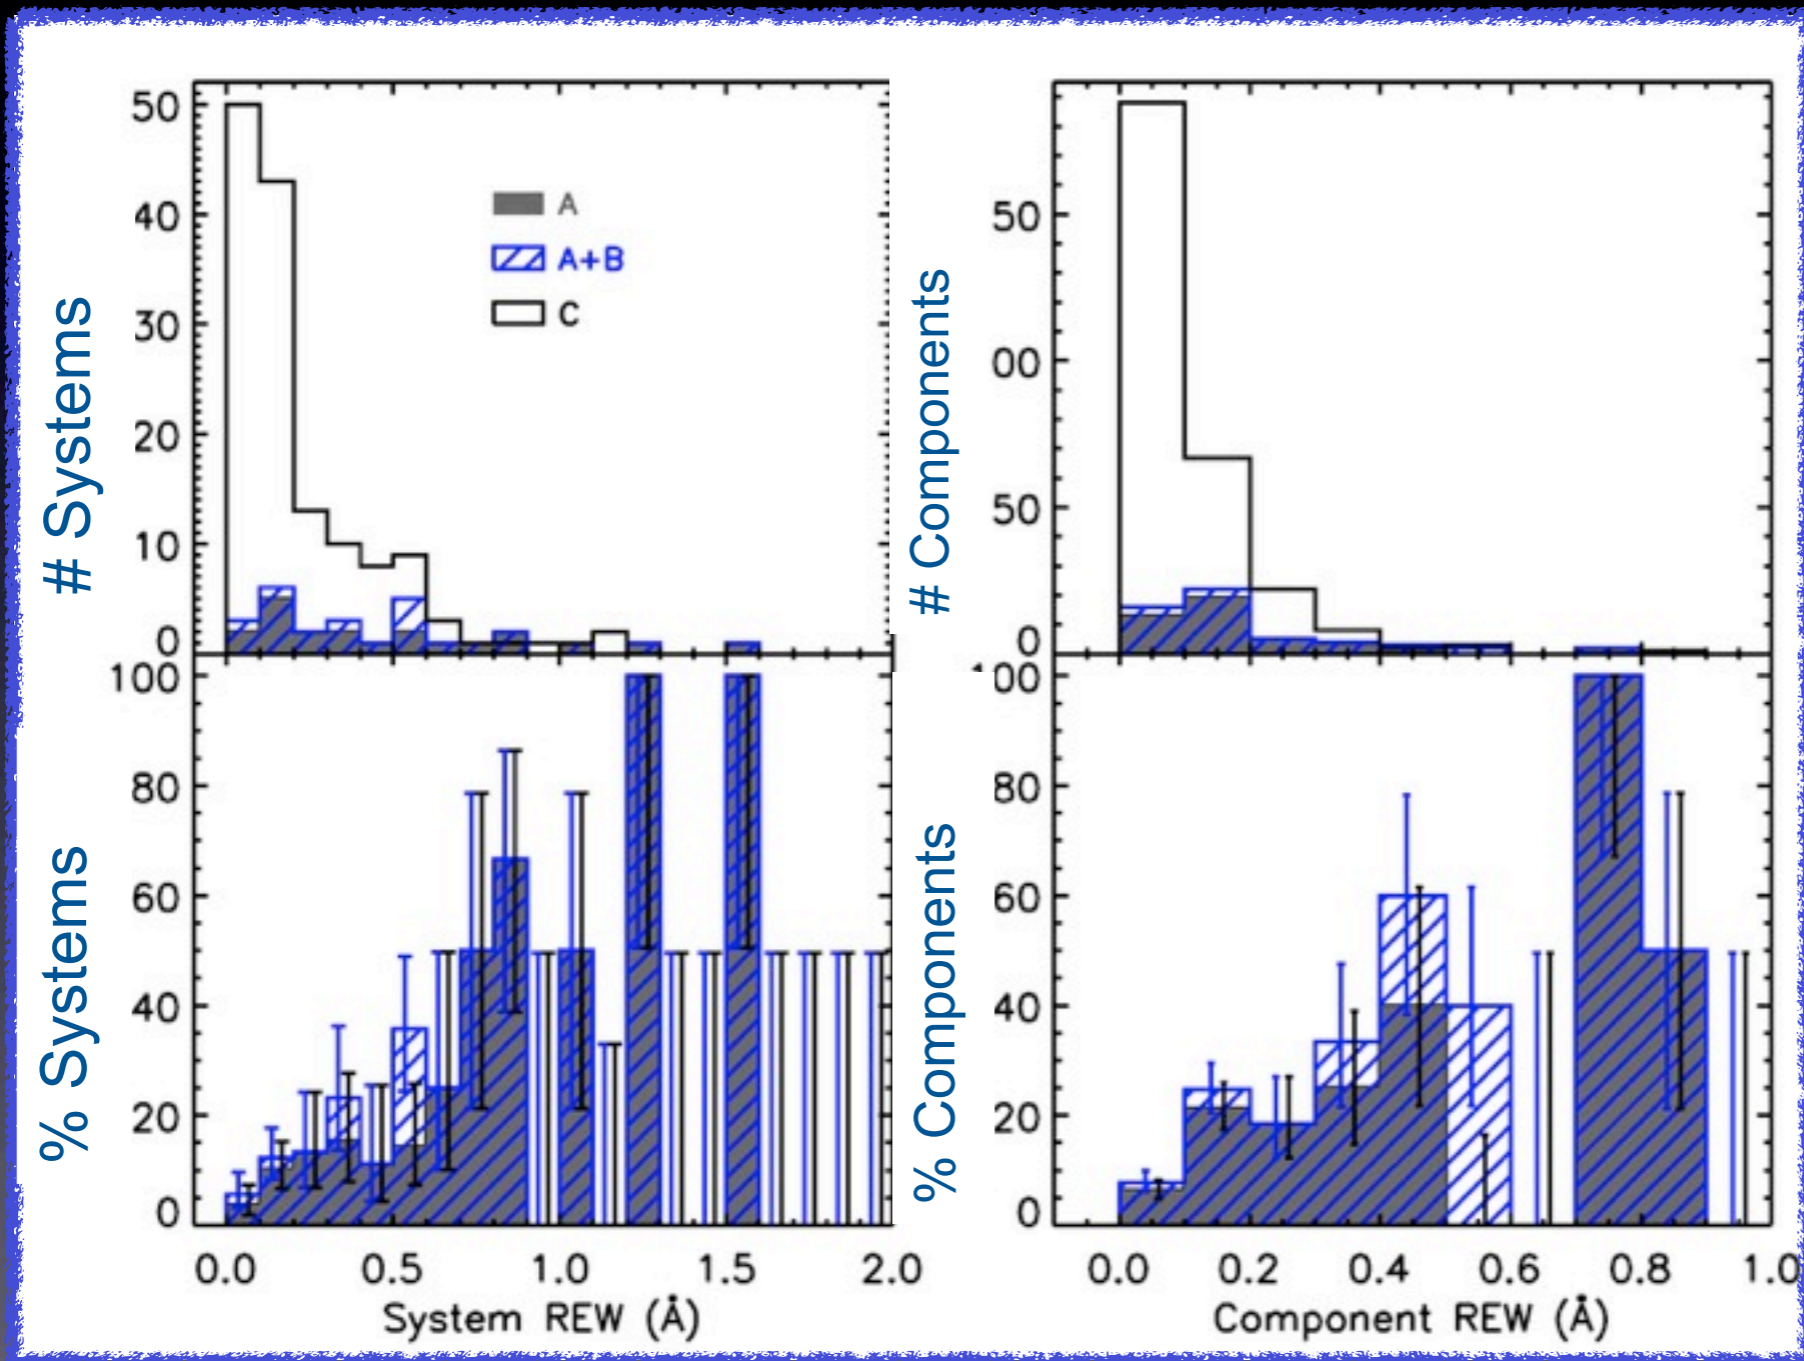 50
40
30
20
10
0
# Systems
A
A+B
C
50
00
50
0
# Components
100
80
60
40
20
0
% Systems
0.0 0.5 1.0 1.5 2.0
System REW (Å)
00
80
60
40
20
0
% Components
0.0 0.2 0.4 0.6 0.8 1.0
Component REW (Å)